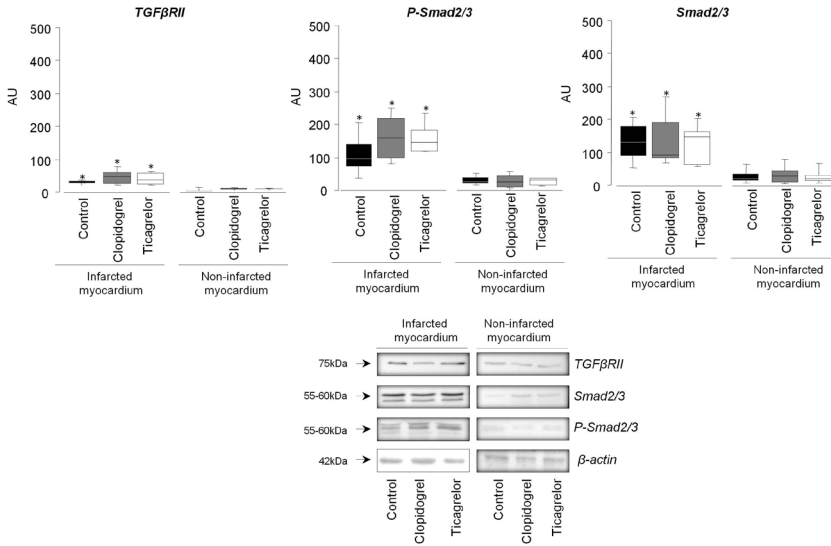 TGFβRII
500
400
300
200
100
0
AU
*
*
*
Control
Clopidogrel
Ticagrelor
Infarcted
myocardium
Control
Clopidogrel
Ticagrelor
Non-infarcted
myocardium
P-Smad2/3
500
400
300
200
100
0
AU
*
*
*
Control
Clopidogrel
Ticagrelor
Infarcted
myocardium
Control
Clopidogrel
Ticagrelor
Non-infarcted
myocardium
Smad2/3
500
400
300
200
100
0
AU
*
*
*
Control
Clopidogrel
Ticagrelor
Infarcted
myocardium
Control
Clopidogrel
Ticagrelor
Non-infarcted
myocardium
Infarcted
myocardium
Non-infarcted
myocardium
75kDa
TGFβRII
55-60kDa
Smad2/3
55-60kDa
P-Smad2/3
42kDa
β-actin
Control
Clopidogrel
Ticagrelor
Control
Clopidogrel
Ticagrelor